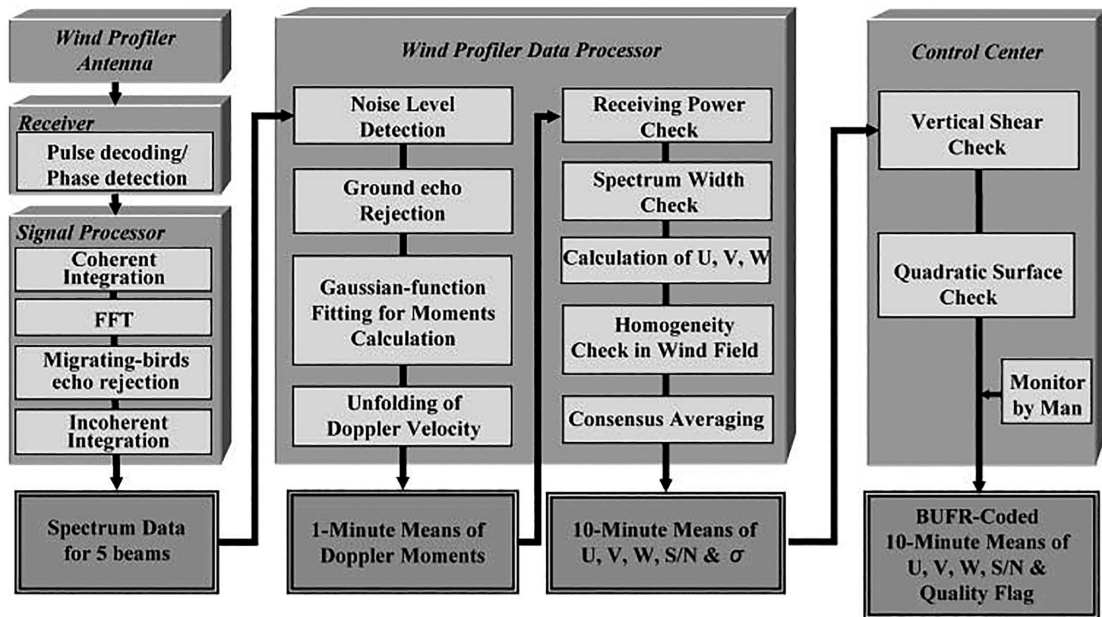 Wind Profiler
Antenna
Receiver
Pulse decoding/
Phase detection
Signal Processor
Coherent
Integration
FFT
Migrating-birds
echo rejection
Incoherent
Integration
Spectrum Data
for 5 beams
Wind Profiler Data Processor
Noise Level
Detection
Ground echo
Rejection
Gaussian-function
Fitting for Moments
Calculation
Unfolding of
Doppler Velocity
1-Minute Means of
Doppler Moments
Receiving Power
Check
Spectrum Width
Check
Calculation of U, V, W
Homogeneity
Check in Wind Field
Consensus Averaging
10-Minute Means of
U, V, W, S/N & σ
Control Center
Vertical Shear
Check
Quadratic Surface
Check
Monitor
by Man
BUFR-Coded
10-Minute Means of
U, V, W, S/N &
Quality Flag